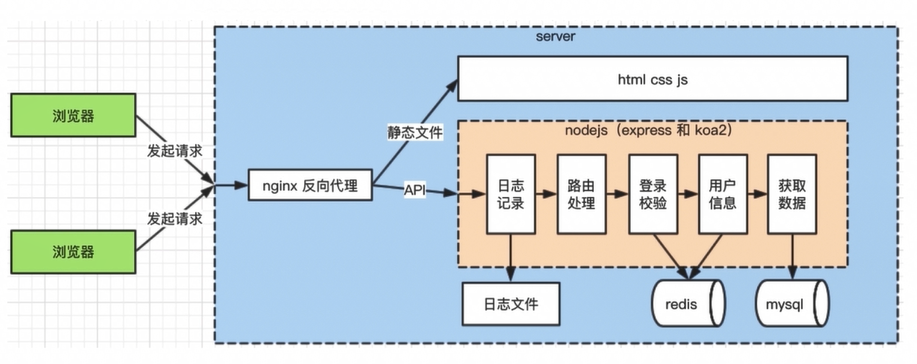 server
html css js
浏览器
静态文件
nodejs（express 和 koa2）
发起请求
nginx 反向代理
API
日志
记录
路由
处理
登录
校验
用户
信息
获取
数据
发起请求
浏览器
日志文件
redis
mysql